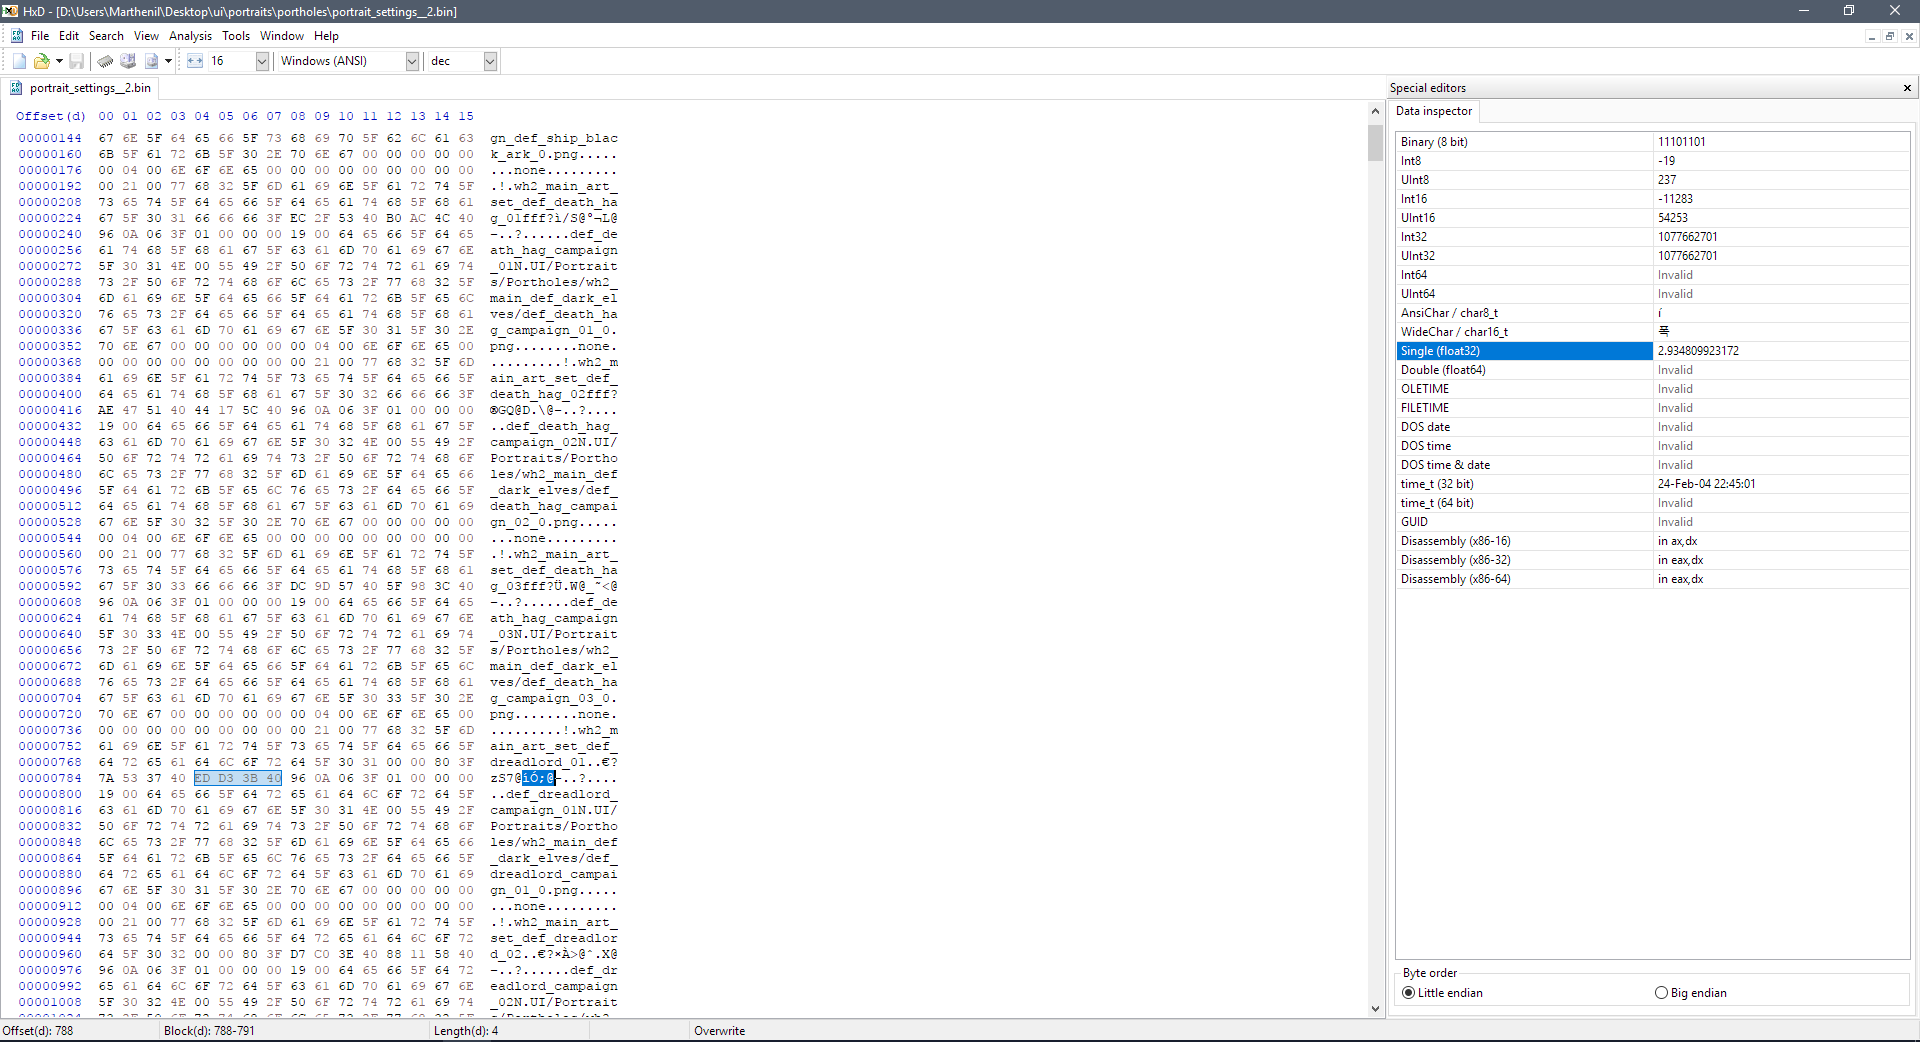 HxD - [D:\Users\Marthenil\Desktop\ui\portraits\portholes\portrait_settings__2.bin]
File Edit Search View Analysis Tools Window Help
16 Windows (ANSI) dec
portrait_settings__2.bin
Offset(d) 00 01 02 03 04 05 06 07 08 09 10 11 12 13 14 15
00000144 67 6E 5F 64 65 66 5F 73 68 69 70 5F 62 6C 61 63 gn_def_ship_blac
00000160 6B 5F 61 72 6B 5F 30 2E 70 6E 67 00 00 00 00 00 k_ark_0.png.....
00000176 00 04 00 6E 6F 6E 65 00 00 00 00 00 00 00 00 00 ...none.........
00000192 00 21 00 77 68 32 5F 6D 61 69 6E 5F 61 72 74 5F .!.wh2_main_art_
00000208 73 65 74 5F 64 65 66 5F 64 65 61 74 68 5F 68 61 set_def_death_ha
00000224 67 5F 30 31 66 66 66 3F EC 2F 53 40 B0 AC 4C 40 g_01fff?ì/S@°¬L@
00000240 96 0A 06 3F 01 00 00 00 19 00 64 65 66 5F 64 65 –..?......def_de
00000256 61 74 68 5F 68 61 67 5F 63 61 6D 70 61 69 67 6E ath_hag_campaign
00000272 5F 30 31 4E 00 55 49 2F 50 6F 72 74 72 61 69 74 _01N.UI/Portrait
00000288 73 2F 50 6F 72 74 68 6F 6C 65 73 2F 77 68 32 5F s/Portholes/wh2_
00000304 6D 61 69 6E 5F 64 65 66 5F 64 61 72 6B 5F 65 6C main_def_dark_el
00000320 76 65 73 2F 64 65 66 5F 64 65 61 74 68 5F 68 61 ves/def_death_ha
00000336 67 5F 63 61 6D 70 61 69 67 6E 5F 30 31 5F 30 2E g_campaign_01_0.
00000352 70 6E 67 00 00 00 00 00 00 04 00 6E 6F 6E 65 00 png........none.
00000368 00 00 00 00 00 00 00 00 00 21 00 77 68 32 5F 6D .........!.wh2_m
00000384 61 69 6E 5F 61 72 74 5F 73 65 74 5F 64 65 66 5F ain_art_set_def_
00000400 64 65 61 74 68 5F 68 61 67 5F 30 32 66 66 66 3F death_hag_02fff?
00000416 AE 47 51 40 44 17 5C 40 96 0A 06 3F 01 00 00 00 ®GQ@D.\@–..?....
00000432 19 00 64 65 66 5F 64 65 61 74 68 5F 68 61 67 5F ..def_death_hag_
00000448 63 61 6D 70 61 69 67 6E 5F 30 32 4E 00 55 49 2F campaign_02N.UI/
00000464 50 6F 72 74 72 61 69 74 73 2F 50 6F 72 74 68 6F Portraits/Portho
00000480 6C 65 73 2F 77 68 32 5F 6D 61 69 6E 5F 64 65 66 les/wh2_main_def
00000496 5F 64 61 72 6B 5F 65 6C 76 65 73 2F 64 65 66 5F _dark_elves/def_
00000512 64 65 61 74 68 5F 68 61 67 5F 63 61 6D 70 61 69 death_hag_campai
00000528 67 6E 5F 30 32 5F 30 2E 70 6E 67 00 00 00 00 00 gn_02_0.png.....
00000544 00 04 00 6E 6F 6E 65 00 00 00 00 00 00 00 00 00 ...none.........
00000560 00 21 00 77 68 32 5F 6D 61 69 6E 5F 61 72 74 5F .!.wh2_main_art_
00000576 73 65 74 5F 64 65 66 5F 64 65 61 74 68 5F 68 61 set_def_death_ha
00000592 67 5F 30 33 66 66 66 3F DC 9D 57 40 5F 98 3C 40 g_03fff?Ü.W@_˜<@
00000608 96 0A 06 3F 01 00 00 00 19 00 64 65 66 5F 64 65 –..?......def_de
00000624 61 74 68 5F 68 61 67 5F 63 61 6D 70 61 69 67 6E ath_hag_campaign
00000640 5F 30 33 4E 00 55 49 2F 50 6F 72 74 72 61 69 74 _03N.UI/Portrait
00000656 73 2F 50 6F 72 74 68 6F 6C 65 73 2F 77 68 32 5F s/Portholes/wh2_
00000672 6D 61 69 6E 5F 64 65 66 5F 64 61 72 6B 5F 65 6C main_def_dark_el
00000688 76 65 73 2F 64 65 66 5F 64 65 61 74 68 5F 68 61 ves/def_death_ha
00000704 67 5F 63 61 6D 70 61 69 67 6E 5F 30 33 5F 30 2E g_campaign_03_0.
00000720 70 6E 67 00 00 00 00 00 00 04 00 6E 6F 6E 65 00 png........none.
00000736 00 00 00 00 00 00 00 00 00 21 00 77 68 32 5F 6D .........!.wh2_m
00000752 61 69 6E 5F 61 72 74 5F 73 65 74 5F 64 65 66 5F ain_art_set_def_
00000768 64 72 65 61 64 6C 6F 72 64 5F 30 31 00 00 80 3F dreadlord_01..€?
00000784 7A 53 37 40 ED D3 3B 40 96 0A 06 3F 01 00 00 00 zS7@íÓ;@–..?....
00000800 19 00 64 65 66 5F 64 72 65 61 64 6C 6F 72 64 5F ..def_dreadlord_
00000816 63 61 6D 70 61 69 67 6E 5F 30 31 4E 00 55 49 2F campaign_01N.UI/
00000832 50 6F 72 74 72 61 69 74 73 2F 50 6F 72 74 68 6F Portraits/Portho
00000848 6C 65 73 2F 77 68 32 5F 6D 61 69 6E 5F 64 65 66 les/wh2_main_def
00000864 5F 64 61 72 6B 5F 65 6C 76 65 73 2F 64 65 66 5F _dark_elves/def_
00000880 64 72 65 61 64 6C 6F 72 64 5F 63 61 6D 70 61 69 dreadlord_campai
00000896 67 6E 5F 30 31 5F 30 2E 70 6E 67 00 00 00 00 00 gn_01_0.png.....
00000912 00 04 00 6E 6F 6E 65 00 00 00 00 00 00 00 00 00 ...none.........
00000928 00 21 00 77 68 32 5F 6D 61 69 6E 5F 61 72 74 5F .!.wh2_main_art_
00000944 73 65 74 5F 64 65 66 5F 64 72 65 61 64 6C 6F 72 set_def_dreadlor
00000960 64 5F 30 32 00 00 80 3F D7 C0 3E 40 88 11 58 40 d_02..€?×À>@ˆ.X@
00000976 96 0A 06 3F 01 00 00 00 19 00 64 65 66 5F 64 72 –..?......def_dr
00000992 65 61 64 6C 6F 72 64 5F 63 61 6D 70 61 69 67 6E eadlord_campaign
00001008 5F 30 32 4E 00 55 49 2F 50 6F 72 74 72 61 69 74 _02N.UI/Portrait
Special editors
Data inspector
Binary (8 bit) 11101101
Int8 -19
UInt8 237
Int16 -11283
UInt16 54253
Int32 1077662701
UInt32 1077662701
Int64 Invalid
UInt64 Invalid
AnsiChar / char8_t í
WideChar / char16_t 폭
Single (float32) 2.934809923172
Double (float64) Invalid
OLETIME Invalid
FILETIME Invalid
DOS date Invalid
DOS time Invalid
DOS time & date Invalid
time_t (32 bit) 24-Feb-04 22:45:01
time_t (64 bit) Invalid
GUID Invalid
Disassembly (x86-16) in ax,dx
Disassembly (x86-32) in eax,dx
Disassembly (x86-64) in eax,dx
Byte order
Little endian Big endian
Offset(d): 788 Block(d): 788-791 Length(d): 4 Overwrite